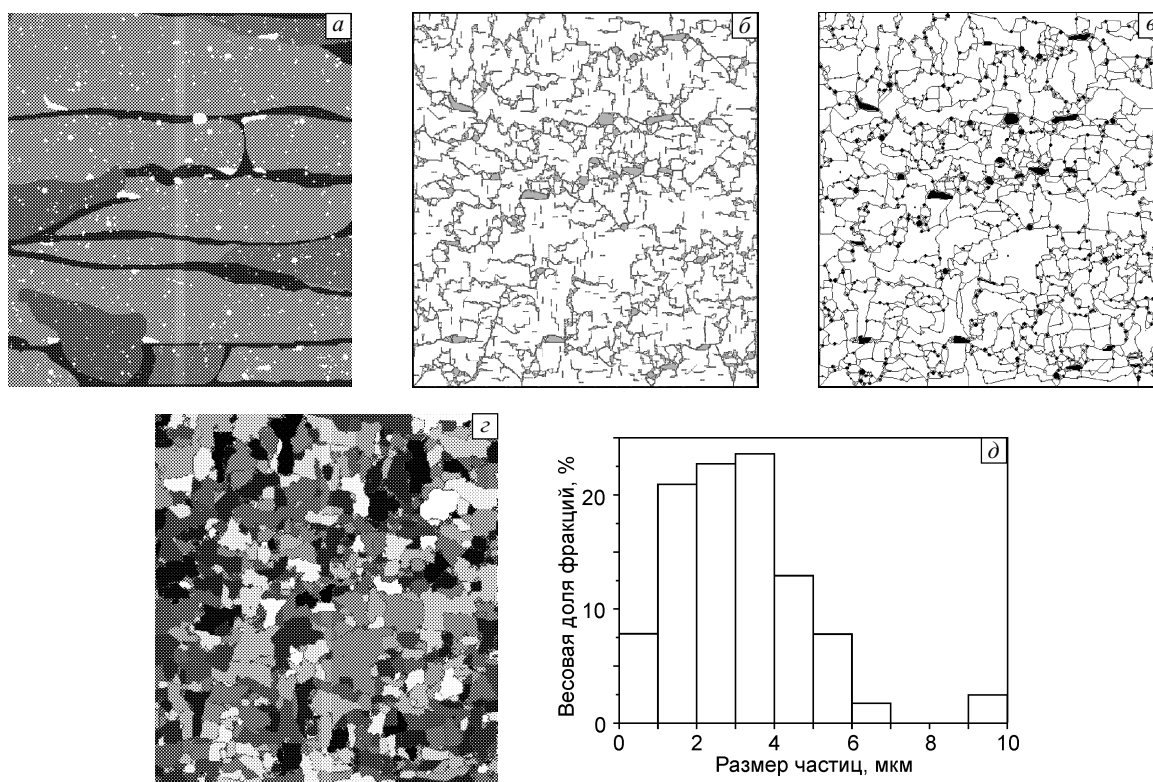 а
б
в
г
д
Весовая доля фракций, %
20
10
0
0 2 4 6 8 10
Размер частиц, мкм